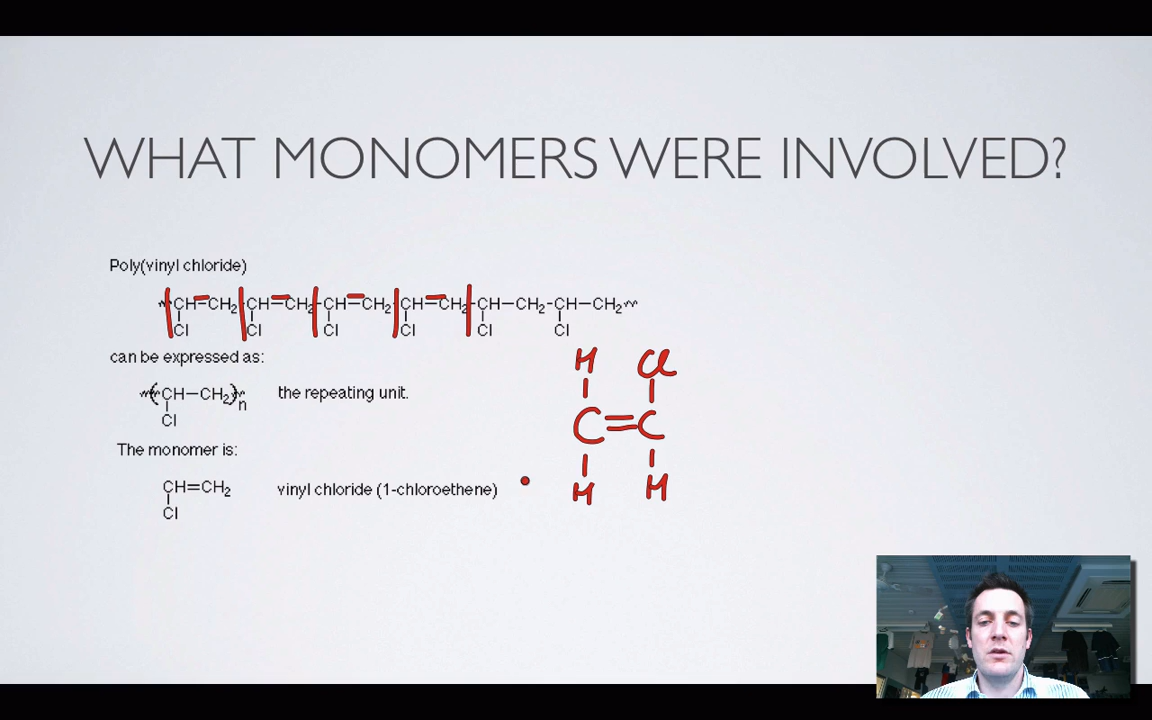 WHAT MONOMERS WERE INVOLVED?
Poly(vinyl chloride)
CH—CH₂—CH—CH₂—CH—CH₂—CH—CH₂—CH—CH₂—CH—CH₂
Cl Cl Cl Cl Cl Cl
can be expressed as:
H Cl
(CH—CH₂)n the repeating unit.
Cl
C=C
The monomer is:
CH=CH₂ vinyl chloride (1-chloroethene)
H H
Cl